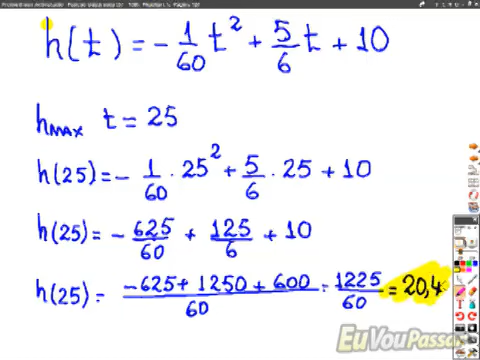 h(t) = - 1/60 t² + 5/6 t + 10
hMAX t = 25
h(25) = - 1/60 · 25² + 5/6 · 25 + 10
h(25) = - 625/60 + 125/6 + 10
h(25) = (-625 + 1250 + 600)/60 = 1225/60 = 20,4
EuVouPassar